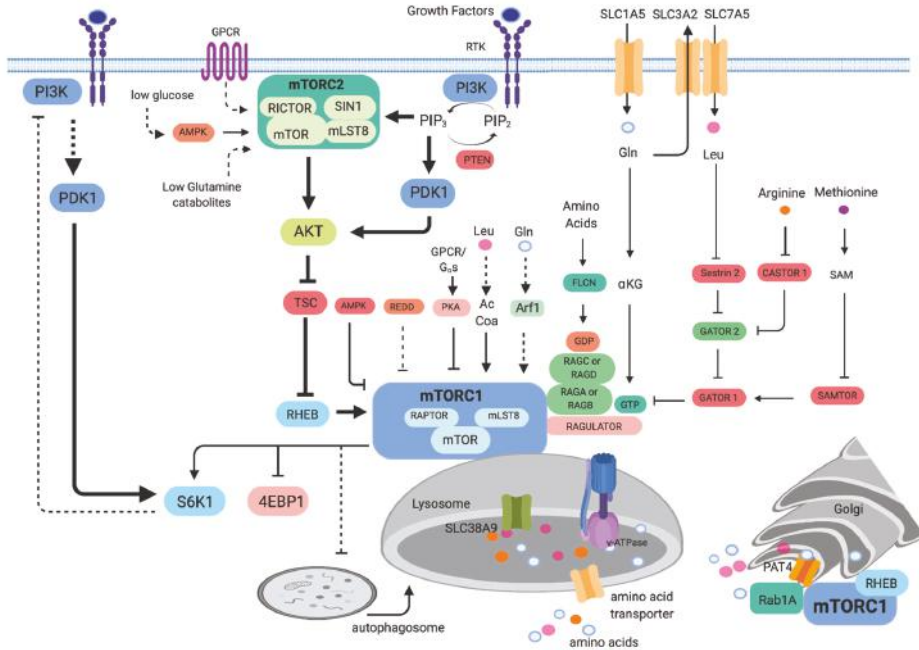 Growth Factors
SLC1A5
SLC3A2
SLC7A5
GPCR
RTK
PI3K
mTORC2
PI3K
low glucose
RICTOR
SIN1
AMPK
mTOR
mLST8
PIP3
PIP2
PTEN
Gln
Leu
Low Glutamine
catabolites
PDK1
PDK1
Arginine
Methionine
Amino
Acids
AKT
Leu
Gln
GPCR/
Gαs
FLCN
αKG
Sestrin 2
CASTOR 1
SAM
TSC
AMPK
REDD
PKA
Ac
Coa
Arf1
GDP
GATOR 2
RAGC or
RAGD
mTORC1
RAGA or
RAGB
GTP
GATOR 1
SAMTOR
RHEB
RAPTOR
mLST8
RAGULATOR
mTOR
S6K1
4EBP1
Lysosome
SLC38A9
v-ATPase
Golgi
PAT4
RHEB
Rab1A
mTORC1
amino acid
transporter
autophagosome
amino acids